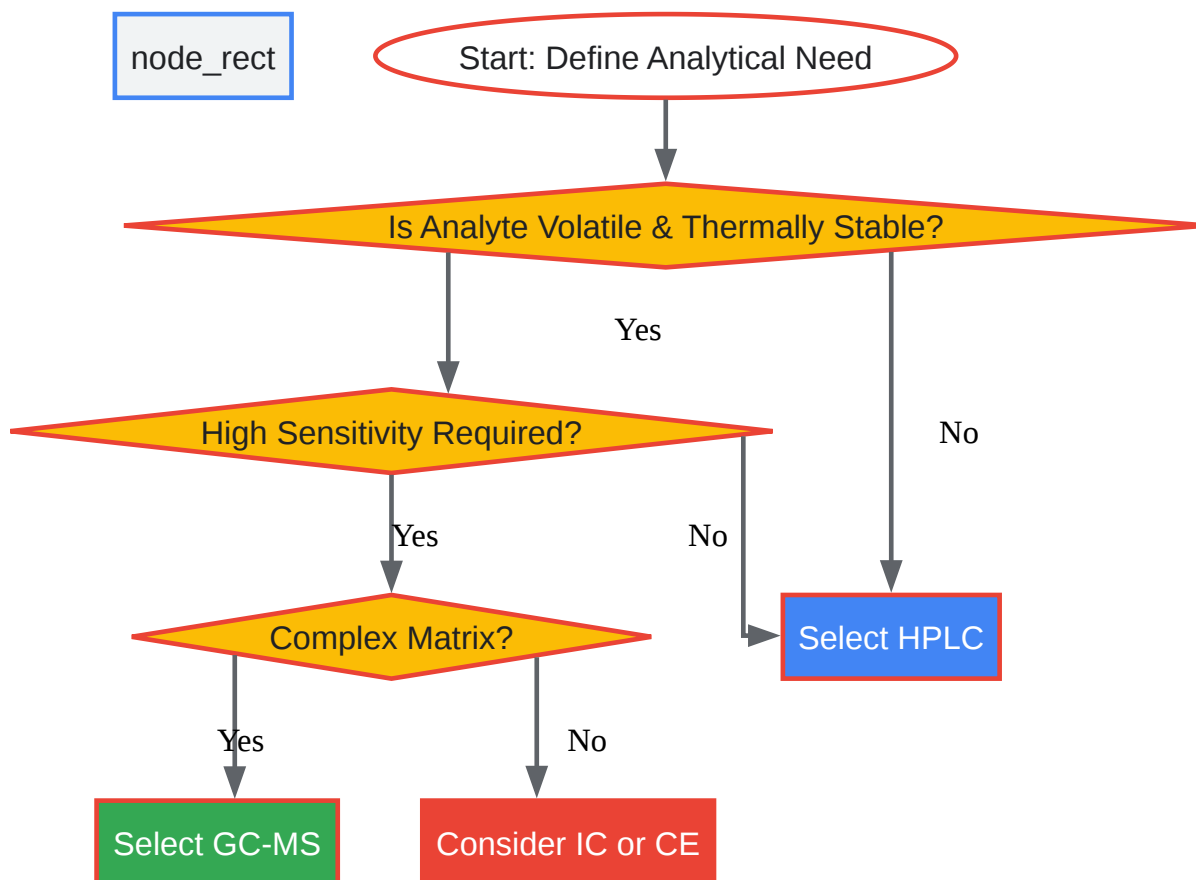 node_rect
Start: Define Analytical Need
Is Analyte Volatile & Thermally Stable?
Yes
No
High Sensitivity Required?
Yes
No
Complex Matrix?
Select HPLC
Yes
No
Select GC-MS
Consider IC or CE